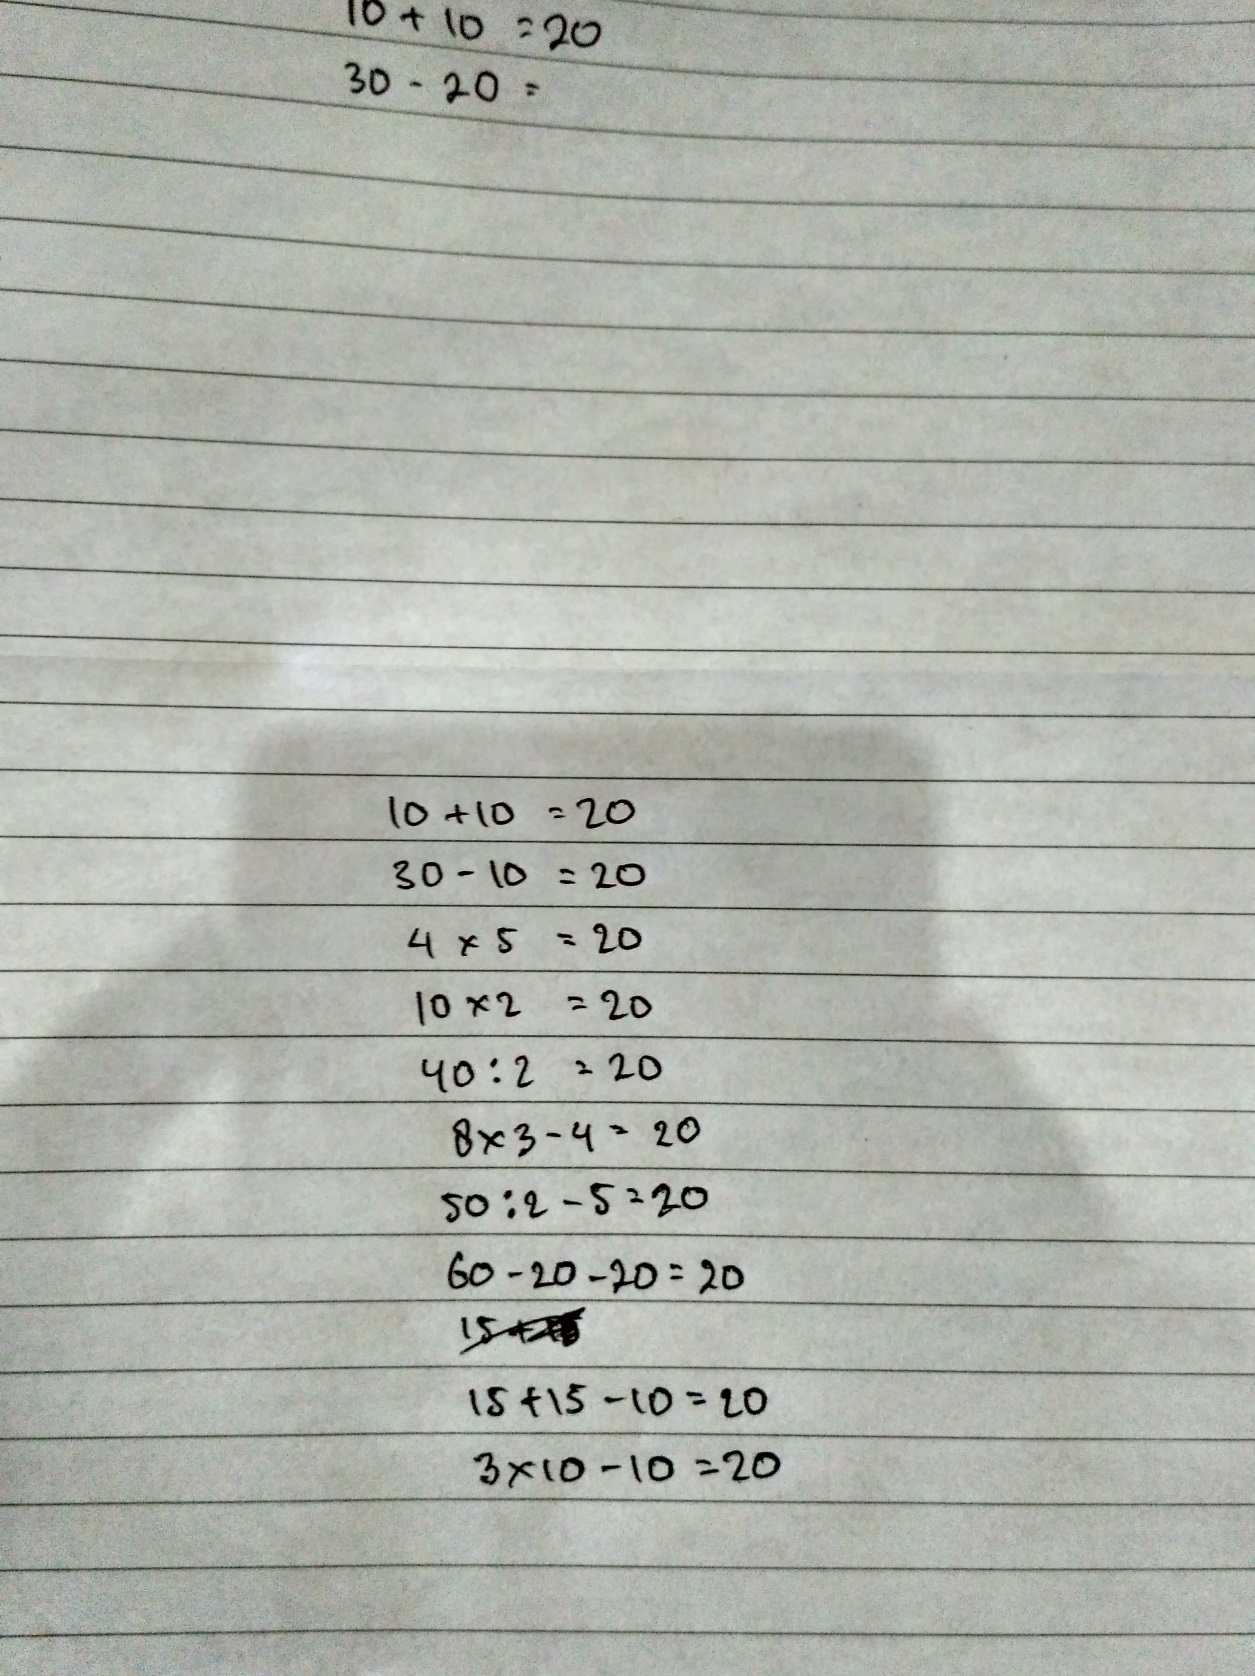 10 + 10 = 20
30 - 20 =
10 + 10 = 20
30 - 10 = 20
4 x 5 = 20
10 x 2 = 20
40 : 2 = 20
8 x 3 - 4 = 20
50 : 2 - 5 = 20
60 - 20 - 20 = 20
15 + 15 - 10 = 20
3 x 10 - 10 = 20